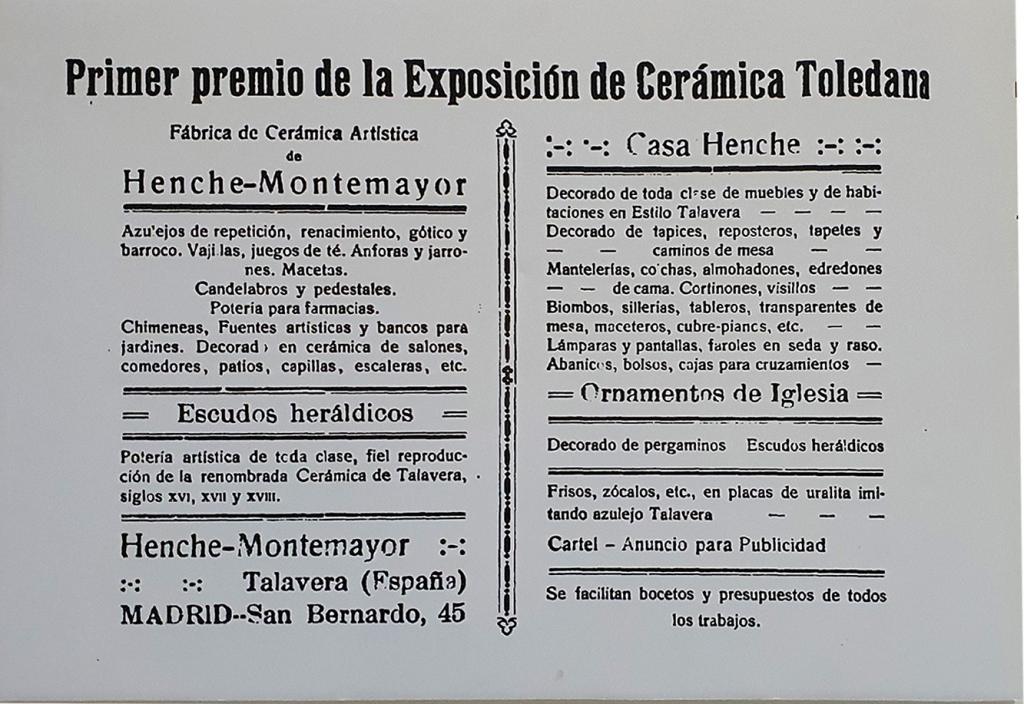 Primer premio de la Exposición de Cerámica Toledana
Fábrica de Cerámica Artística
de
Henche-Montemayor
Azulejos de repetición, renacimiento, gótico y
barroco. Vajillas, juegos de té. Anforas y jarro-
nes. Macetas.
Candelabros y pedestales.
Poteria para farmacias.
Chimeneas, Fuentes artísticas y bancos para
jardines. Decorado en cerámica de salones,
comedores, patios, capillas, escaleras, etc.
= Escudos heráldicos =
Potería artística de toda clase, fiel reproduc-
ción de la renombrada Cerámica de Talavera,
siglos XVI, XVII y XVIII.
Henche-Montemayor :-:
:-: :-: Talavera (España)
MADRID--San Bernardo, 45
:-: :-: Casa Henche :-: :-:
Decorado de toda clase de muebles y de habi-
taciones en Estilo Talavera — — — —
Decorado de tapices, reposteros, tapetes y
— — caminos de mesa — —
Mantelerías, colchas, almohadones, edredones
— — de cama. Cortinones, visillos — —
Biombos, sillerias, tableros, transparentes de
mesa, maceteros, cubre-pianos, etc. — —
Lámparas y pantallas, faroles en seda y raso.
Abanicos, bolsos, cajas para cruzamientos —
= Ornamentos de Iglesia =
Decorado de pergaminos Escudos heráldicos
Frisos, zócalos, etc., en placas de uralita imi-
tando azulejo Talavera — — —
Cartel - Anuncio para Publicidad
Se facilitan bocetos y presupuestos de todos
los trabajos.